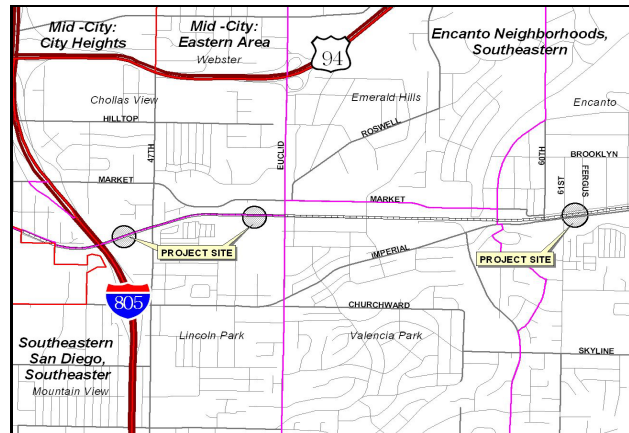 Mid -City:
City Heights
Mid -City:
Eastern Area
Webster
94
Encanto Neighborhoods,
Southeastern
Chollas View
HILLTOP
Emerald Hills
ROSWELL
Encanto
47TH
EUCLID
60TH
BROOKLYN
61ST
FERGUS
MARKET
MARKET
IMPERIAL
PROJECT SITE
PROJECT SITE
805
CHURCHWARD
Lincoln Park
Valencia Park
SKYLINE
Southeastern
San Diego,
Southeaster
Mountain View